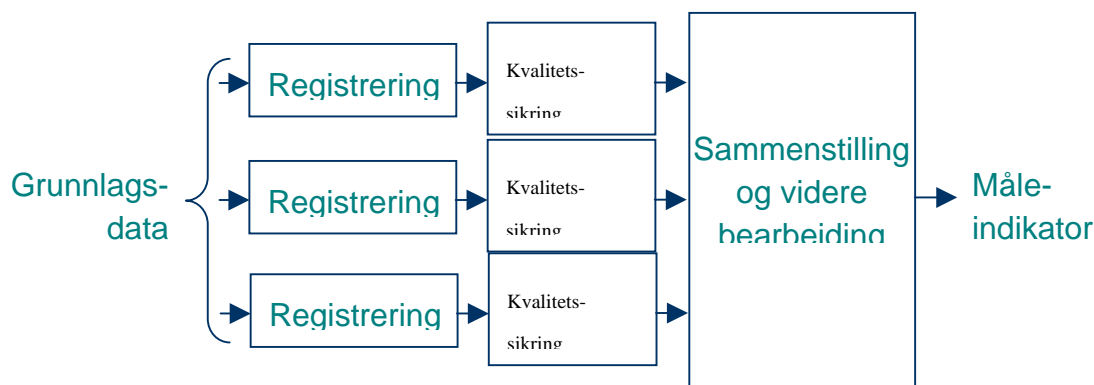 Grunnlags-
data
Registrering
Kvalitets-
sikring
Registrering
Kvalitets-
sikring
Registrering
Kvalitets-
sikring
Sammenstilling
og videre
bearbeiding
Måle-
indikator